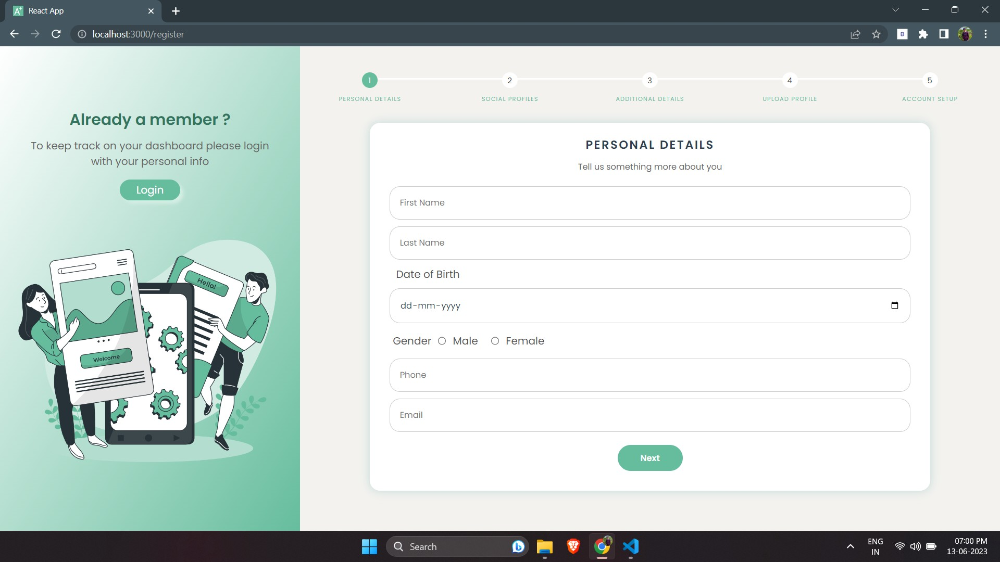 A+ React App
localhost:3000/register
B
Already a member ?
To keep track on your dashboard please login
with your personal info
Login
Hello!
Welcome
1
2
3
4
5
PERSONAL DETAILS
SOCIAL PROFILES
ADDITIONAL DETAILS
UPLOAD PROFILE
ACCOUNT SETUP
PERSONAL DETAILS
Tell us something more about you
First Name
Last Name
Date of Birth
dd-mm-yyyy
Gender Male Female
Phone
Email
Next
Search
ENG
IN
07:00 PM
13-06-2023